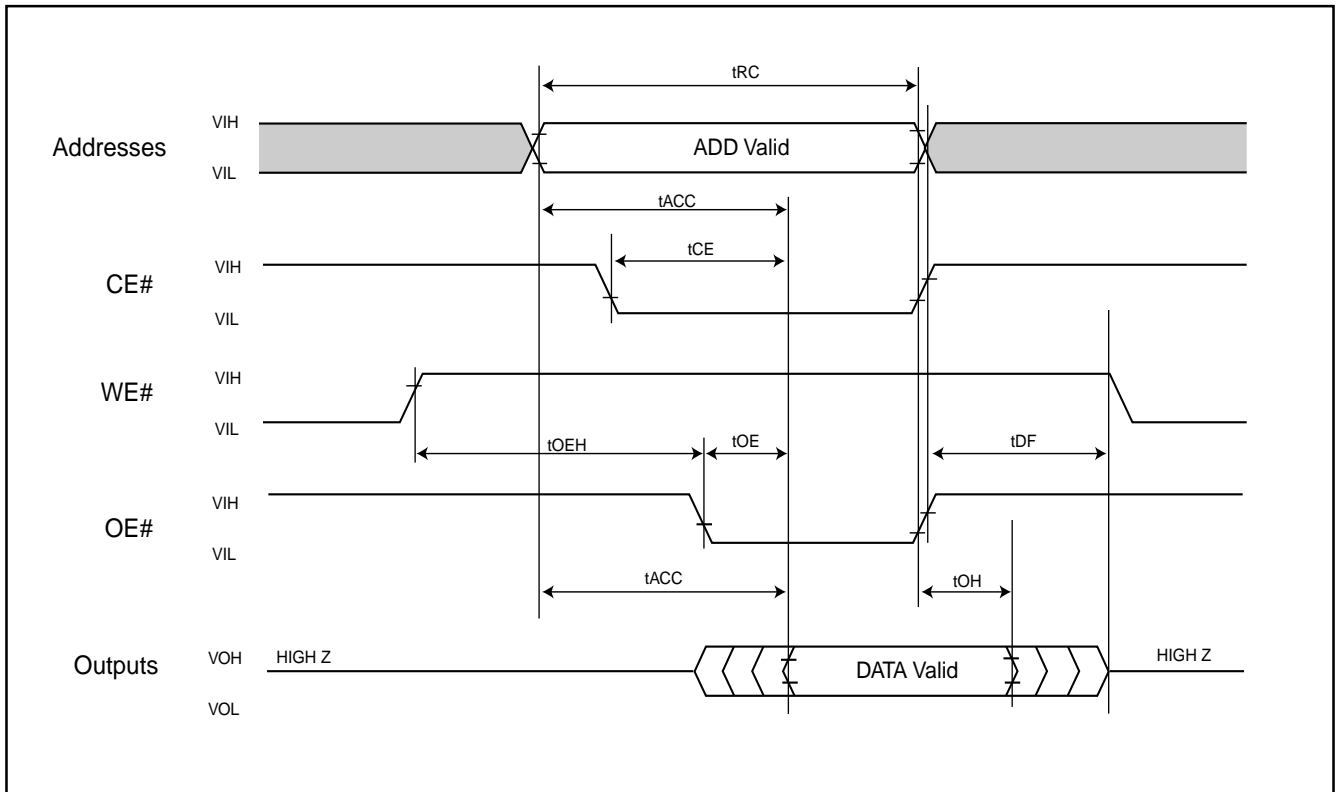 tRC
VIH
Addresses
ADD Valid
VIL
tACC
tCE
VIH
CE#
VIL
VIH
WE#
VIL
tOEH
tOE
tDF
VIH
OE#
VIL
tACC
tOH
VOH
HIGH Z
HIGH Z
Outputs
DATA Valid
VOL